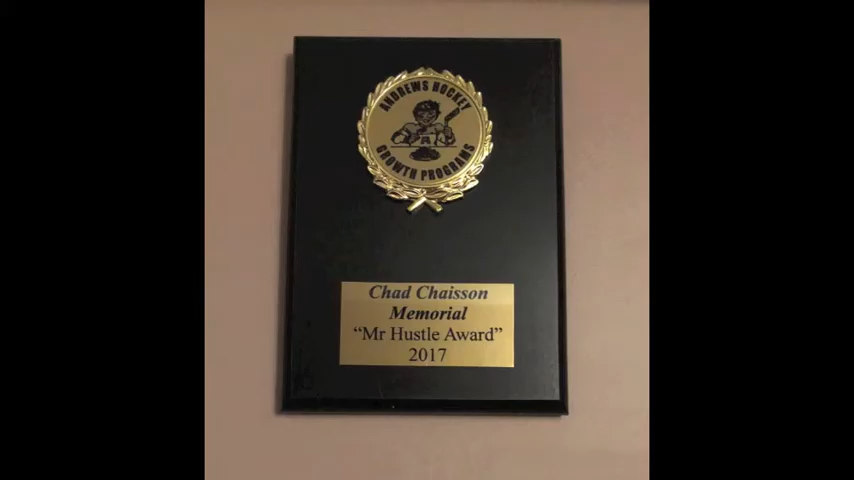 ANDREWS HOCKEY
GROWTH PROGRAMS
Chad Chaisson
Memorial
“Mr Hustle Award”
2017